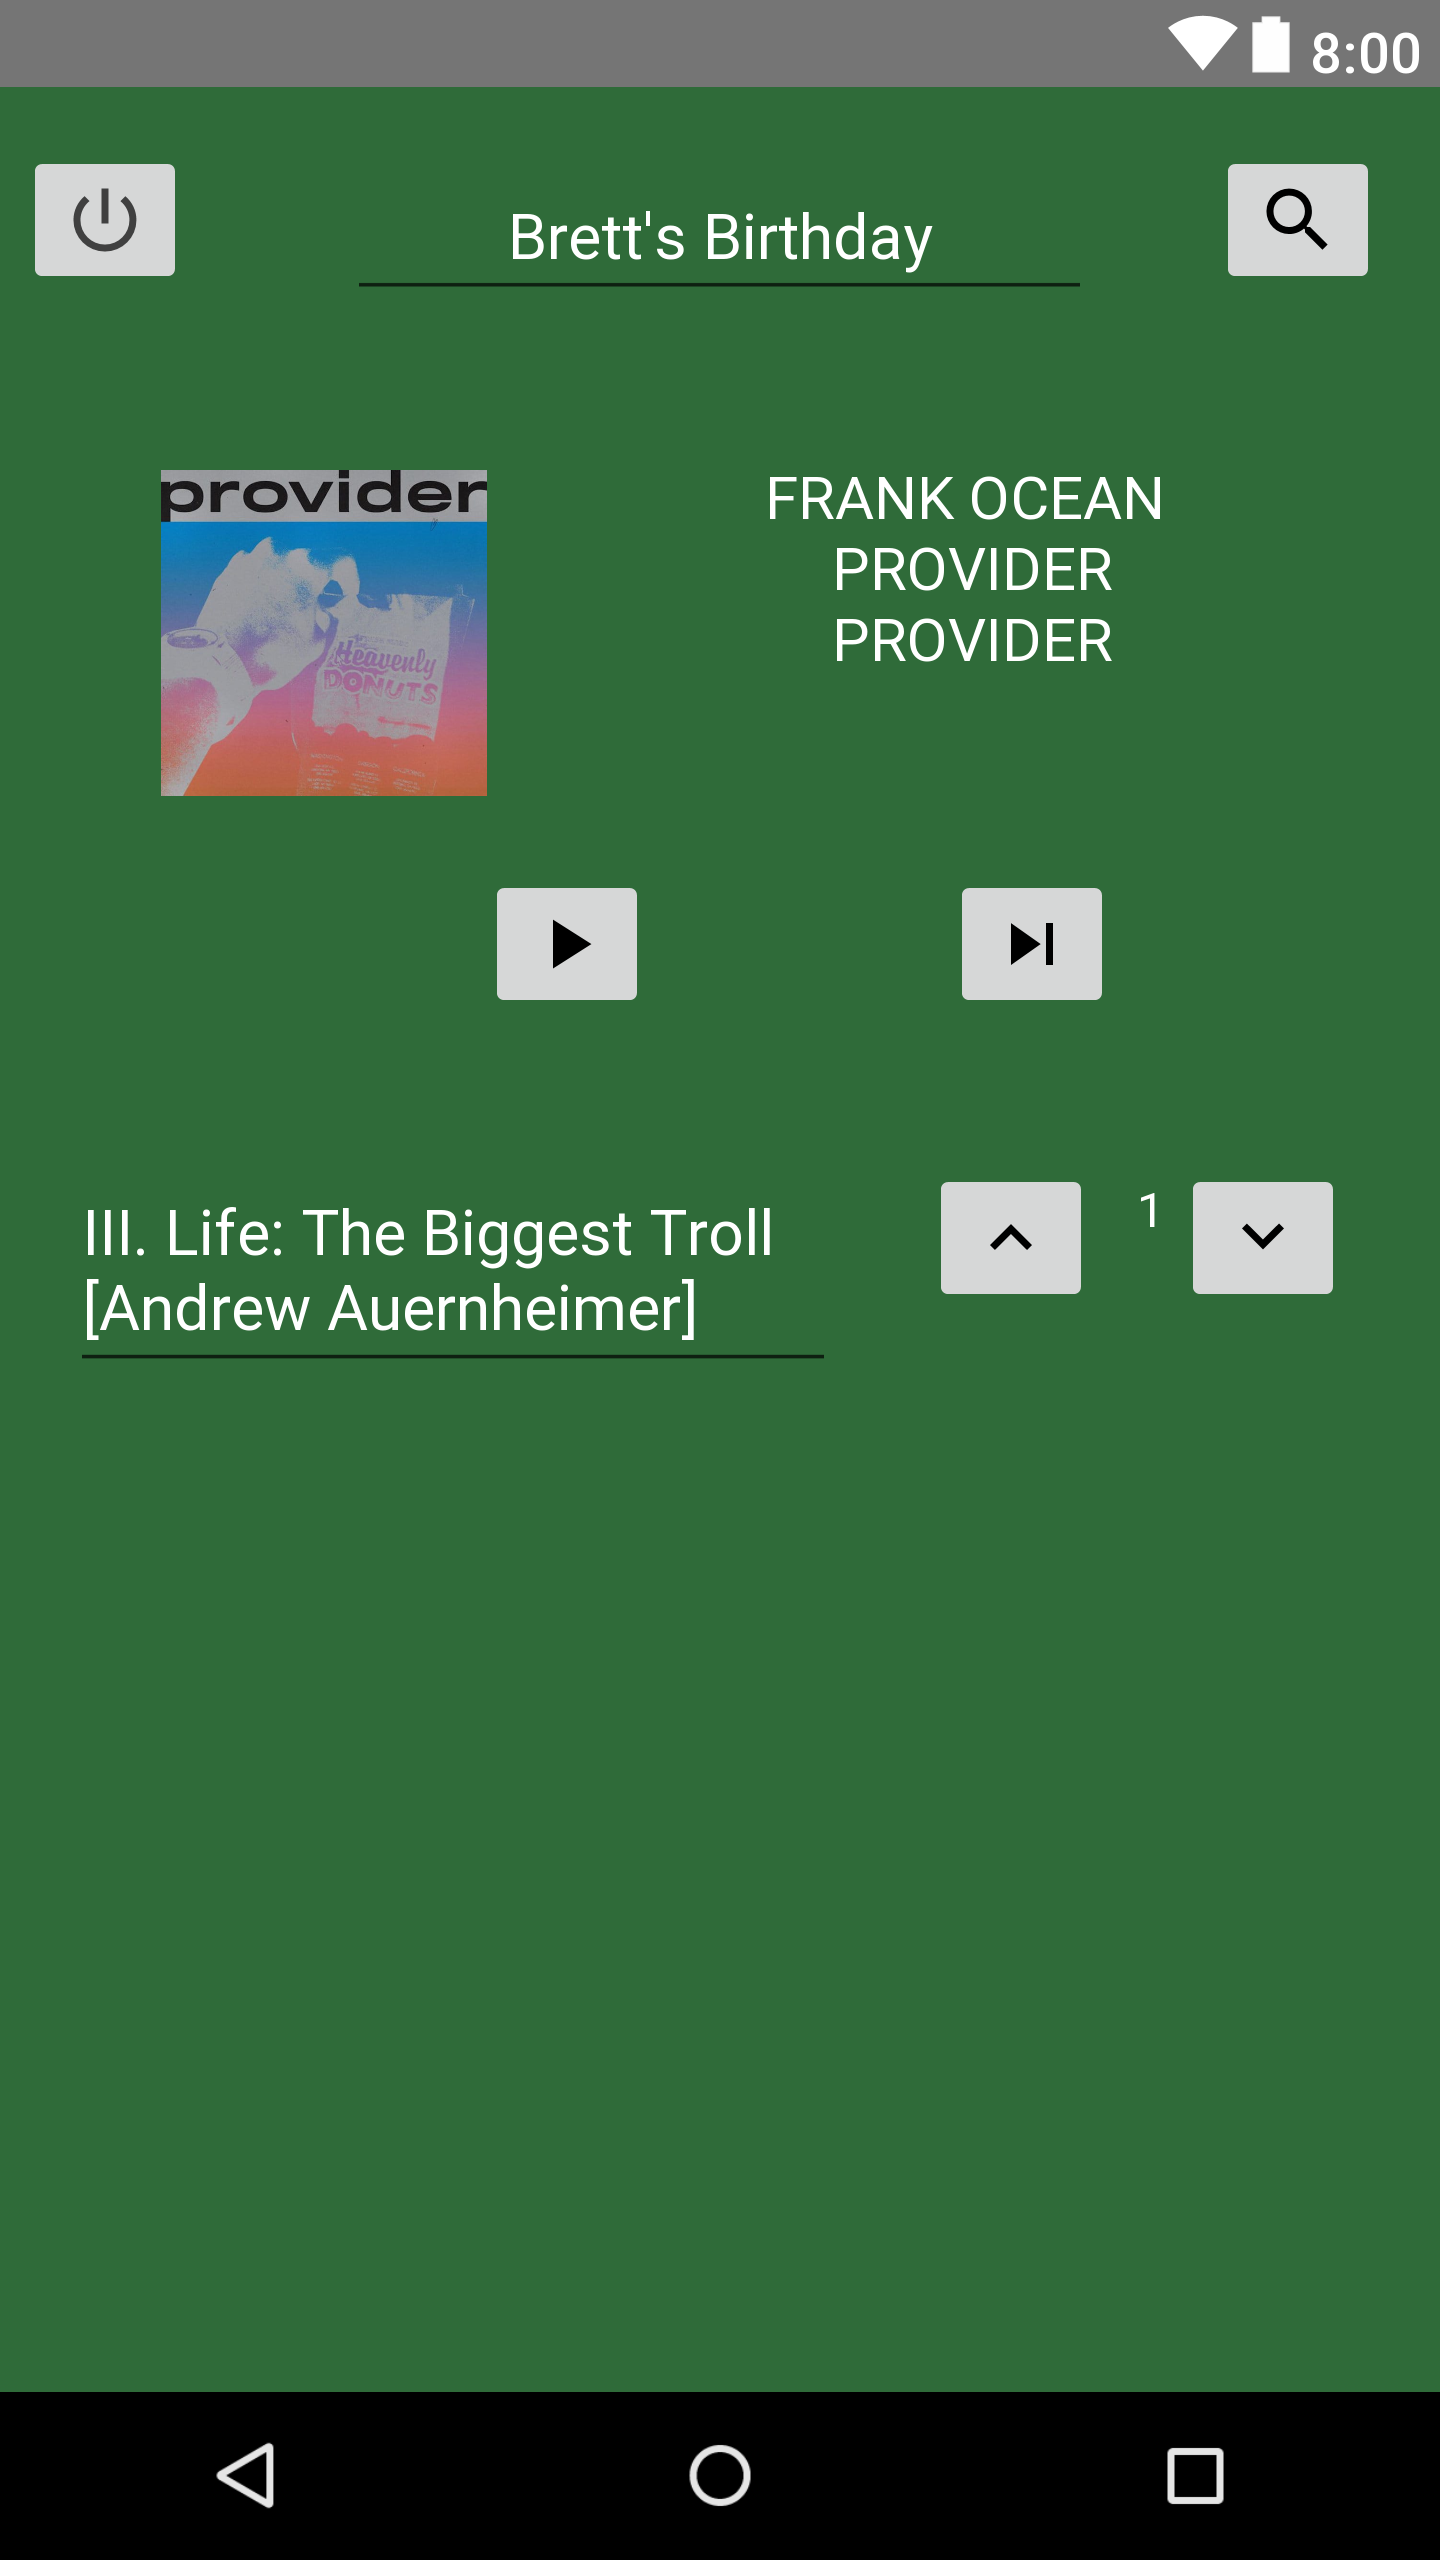 8:00
Brett's Birthday
provider
Heavenly
DONUTS
FRANK OCEAN
PROVIDER
PROVIDER
III. Life: The Biggest Troll
[Andrew Auernheimer]
1